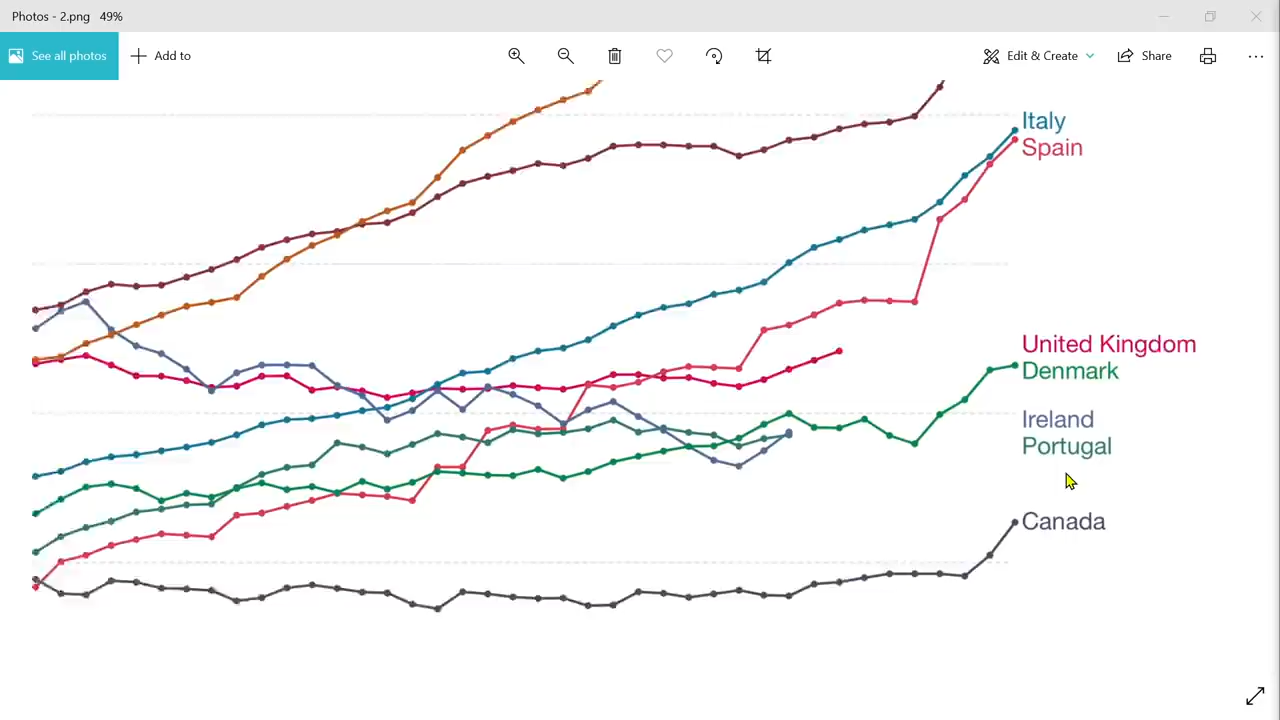 Photos - 2.png 49%
See all photos
Add to
Edit & Create
Share
Italy
Spain
United Kingdom
Denmark
Ireland
Portugal
Canada